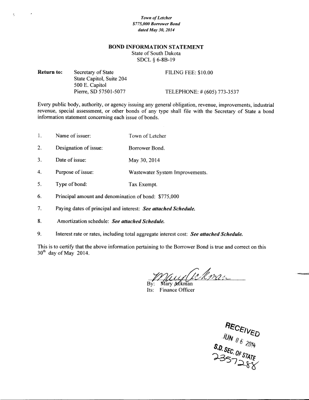 Town of Letcher
$775,000 Borrower Bond
dated May 30, 2014
BOND INFORMATION STATEMENT
State of South Dakota
SDCL § 6-8B-19
Return to: Secretary of State FILING FEE: $10.00
State Capitol, Suite 204
500 E. Capitol
Pierre, SD 57501-5077 TELEPHONE: # (605) 773-3537
Every public body, authority, or agency issuing any general obligation, revenue, improvements, industrial
revenue, special assessment, or other bonds of any type shall file with the Secretary of State a bond
information statement concerning each issue of bonds.
1. Name of issuer: Town of Letcher
2. Designation of issue: Borrower Bond.
3. Date of issue: May 30, 2014
4. Purpose of issue: Wastewater System Improvements.
5. Type of bond: Tax Exempt.
6. Principal amount and denomination of bond: $775,000
7. Paying dates of principal and interest: See attached Schedule.
8. Amortization schedule: See attached Schedule.
9. Interest rate or rates, including total aggregate interest cost: See attached Schedule.
This is to certify that the above information pertaining to the Borrower Bond is true and correct on this
30th day of May 2014.
By: Mary
Its: Finance Officer
RECEIVED
JUN 06 2014
S.D. SEC. OF STATE
2357288